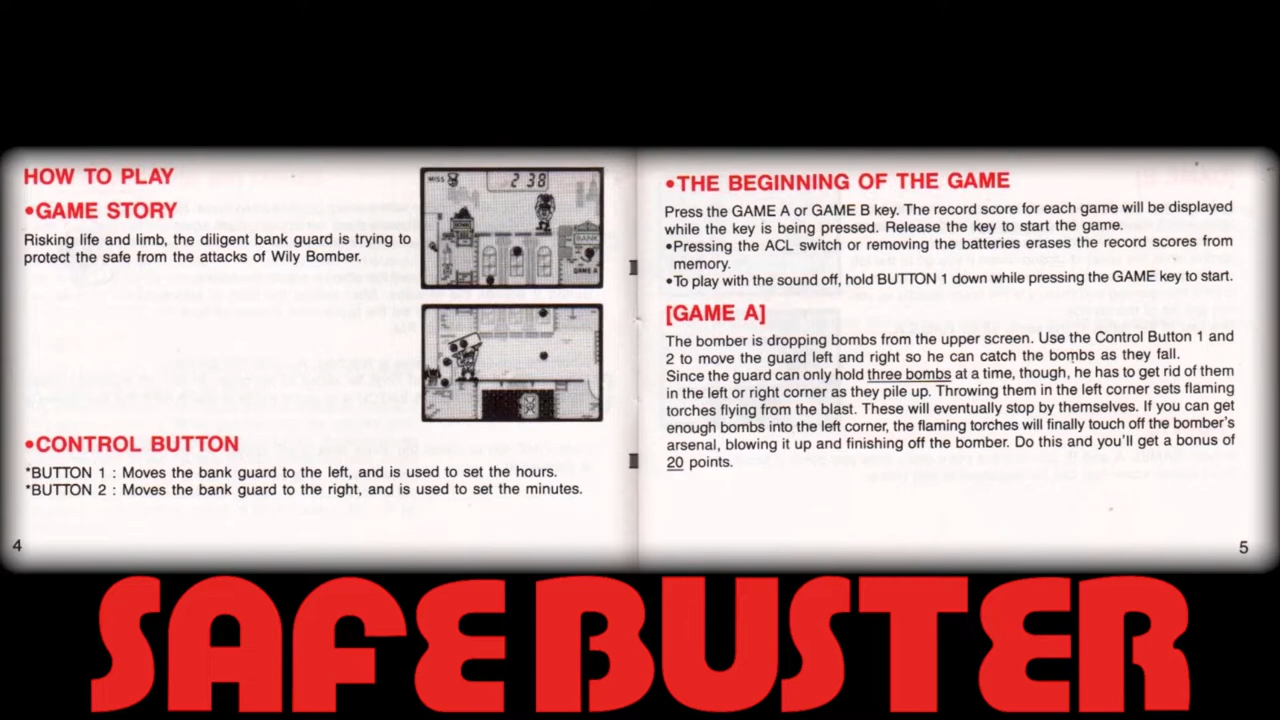 HOW TO PLAY
•GAME STORY
Risking life and limb, the diligent bank guard is trying to
protect the safe from the attacks of Wily Bomber.
MISS
2 38
BANK
GAME A
•CONTROL BUTTON
*BUTTON 1 : Moves the bank guard to the left, and is used to set the hours.
*BUTTON 2 : Moves the bank guard to the right, and is used to set the minutes.
4
•THE BEGINNING OF THE GAME
Press the GAME A or GAME B key. The record score for each game will be displayed
while the key is being pressed. Release the key to start the game.
•Pressing the ACL switch or removing the batteries erases the record scores from
memory.
•To play with the sound off, hold BUTTON 1 down while pressing the GAME key to start.
[GAME A]
The bomber is dropping bombs from the upper screen. Use the Control Button 1 and
2 to move the guard left and right so he can catch the bombs as they fall.
Since the guard can only hold three bombs at a time, though, he has to get rid of them
in the left or right corner as they pile up. Throwing them in the left corner sets flaming
torches flying from the blast. These will eventually stop by themselves. If you can get
enough bombs into the left corner, the flaming torches will finally touch off the bomber's
arsenal, blowing it up and finishing off the bomber. Do this and you'll get a bonus of
20 points.
5
SAFE BUSTER